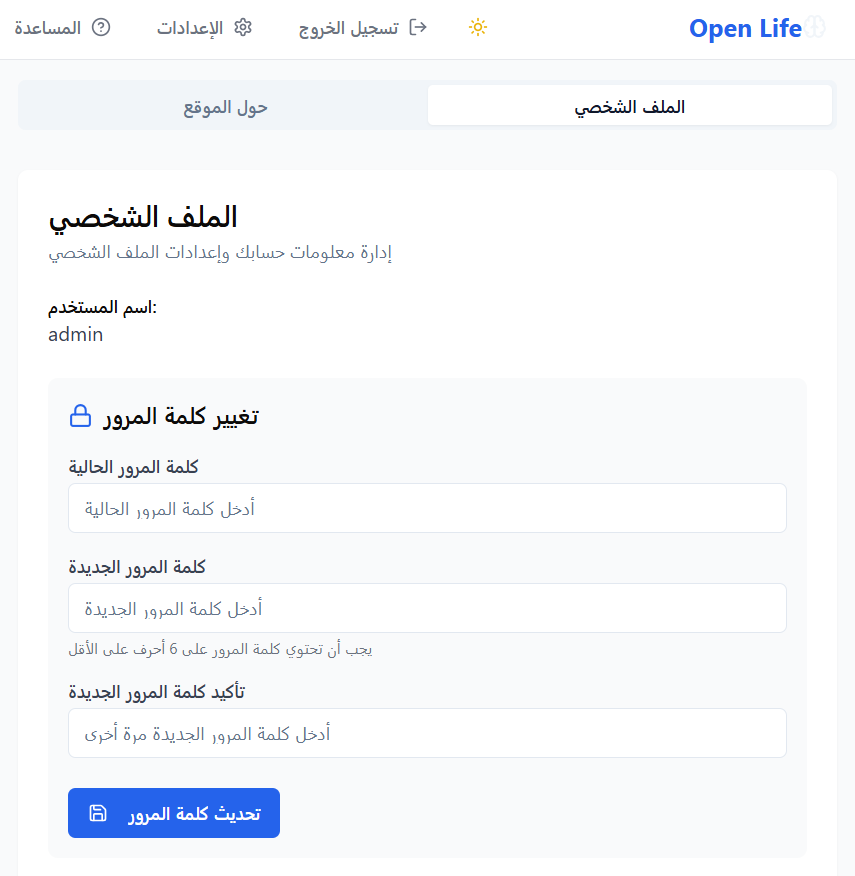 Open Life
تسجيل الخروج
الإعدادات
المساعدة
الملف الشخصي
حول الموقع
الملف الشخصي
إدارة معلومات حسابك وإعدادات الملف الشخصي
اسم المستخدم:
admin
تغيير كلمة المرور
كلمة المرور الحالية
أدخل كلمة المرور الحالية
كلمة المرور الجديدة
أدخل كلمة المرور الجديدة
يجب أن تحتوي كلمة المرور على 6 أحرف على الأقل
تأكيد كلمة المرور الجديدة
أدخل كلمة المرور الجديدة مرة أخرى
تحديث كلمة المرور